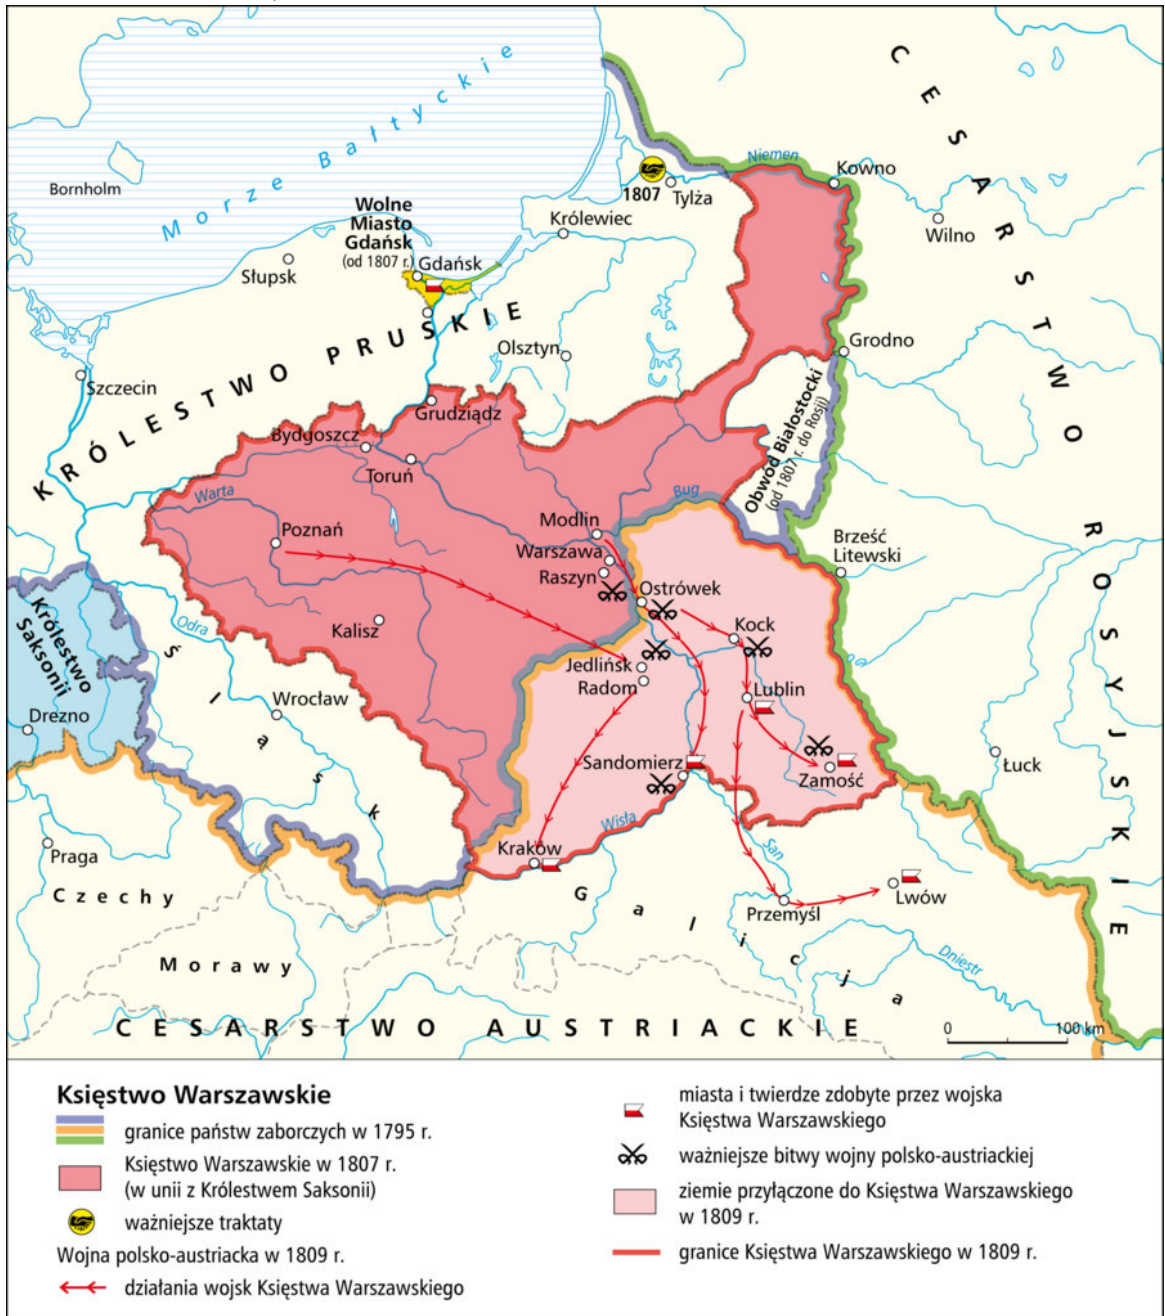 CESARSTWO ROSYJSKIE
Morze Bałtyckie
Bornholm
Niemen
Kowno
1807
Tylża
Wolne
Miasto
Gdańsk
(od 1807 r.)
Królewiec
Wilno
Gdańsk
Słupsk
KRÓLESTWO PRUSKIE
Olsztyn
Grodno
Szczecin
Grudziądz
Obwód Białostocki
(od 1807 r. do Rosji)
Bydgoszcz
Toruń
Warta
Bug
Poznań
Modlin
Warszawa
Raszyn
Brześć
Litewski
Ostrówek
Królestwo
Saksonii
Odra
Śląsk
Kalisz
Kock
Jedlińsk
Radom
Lublin
Wrocław
Drezno
Sandomierz
Zamość
Łuck
Wisła
San
Praga
Kraków
Czechy
Galicja
Przemyśl
Lwów
Morawy
Dniestr
CESARSTWO AUSTRIACKIE
0 100 km
Księstwo Warszawskie
granice państw zaborczych w 1795 r.
Księstwo Warszawskie w 1807 r.
(w unii z Królestwem Saksonii)
ważniejsze traktaty
Wojna polsko-austriacka w 1809 r.
działania wojsk Księstwa Warszawskiego
miasta i twierdze zdobyte przez wojska
Księstwa Warszawskiego
ważniejsze bitwy wojny polsko-austriackiej
ziemie przyłączone do Księstwa Warszawskiego
w 1809 r.
granice Księstwa Warszawskiego w 1809 r.